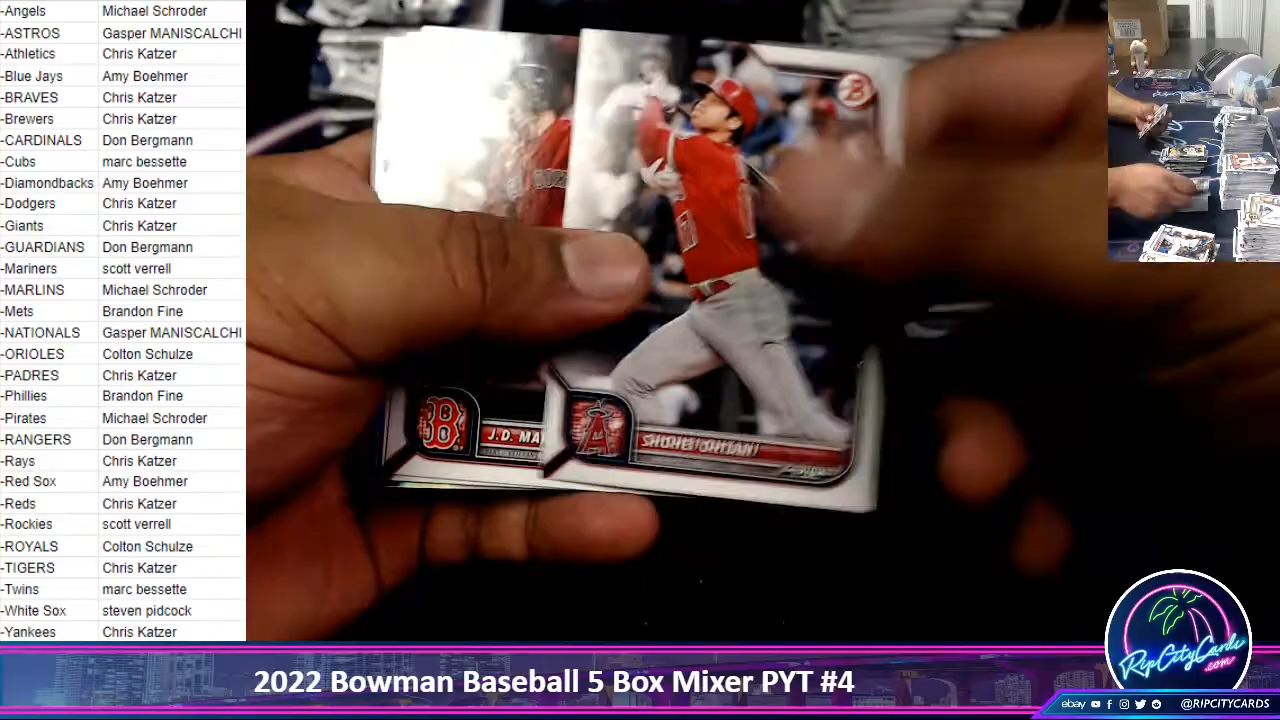 -Angels Michael Schroder
-ASTROS Gasper MANISCALCHI
-Athletics Chris Katzer
-Blue Jays Amy Boehmer
-BRAVES Chris Katzer
-Brewers Chris Katzer
-CARDINALS Don Bergmann
-Cubs marc bessette
-Diamondbacks Amy Boehmer
-Dodgers Chris Katzer
-Giants Chris Katzer
-GUARDIANS Don Bergmann
-Mariners scott verrell
-MARLINS Michael Schroder
-Mets Brandon Fine
-NATIONALS Gasper MANISCALCHI
-ORIOLES Colton Schulze
-PADRES Chris Katzer
-Phillies Brandon Fine
-Pirates Michael Schroder
-RANGERS Don Bergmann
-Rays Chris Katzer
-Red Sox Amy Boehmer
-Reds Chris Katzer
-Rockies scott verrell
-ROYALS Colton Schulze
-TIGERS Chris Katzer
-Twins marc bessette
-White Sox steven pidcock
-Yankees Chris Katzer
B
J.D. MA
SHOHEI OHTANI
RipCityCards
.com
2022 Bowman Baseball 5 Box Mixer PYT #4
ebay @RIPCITYCARDS